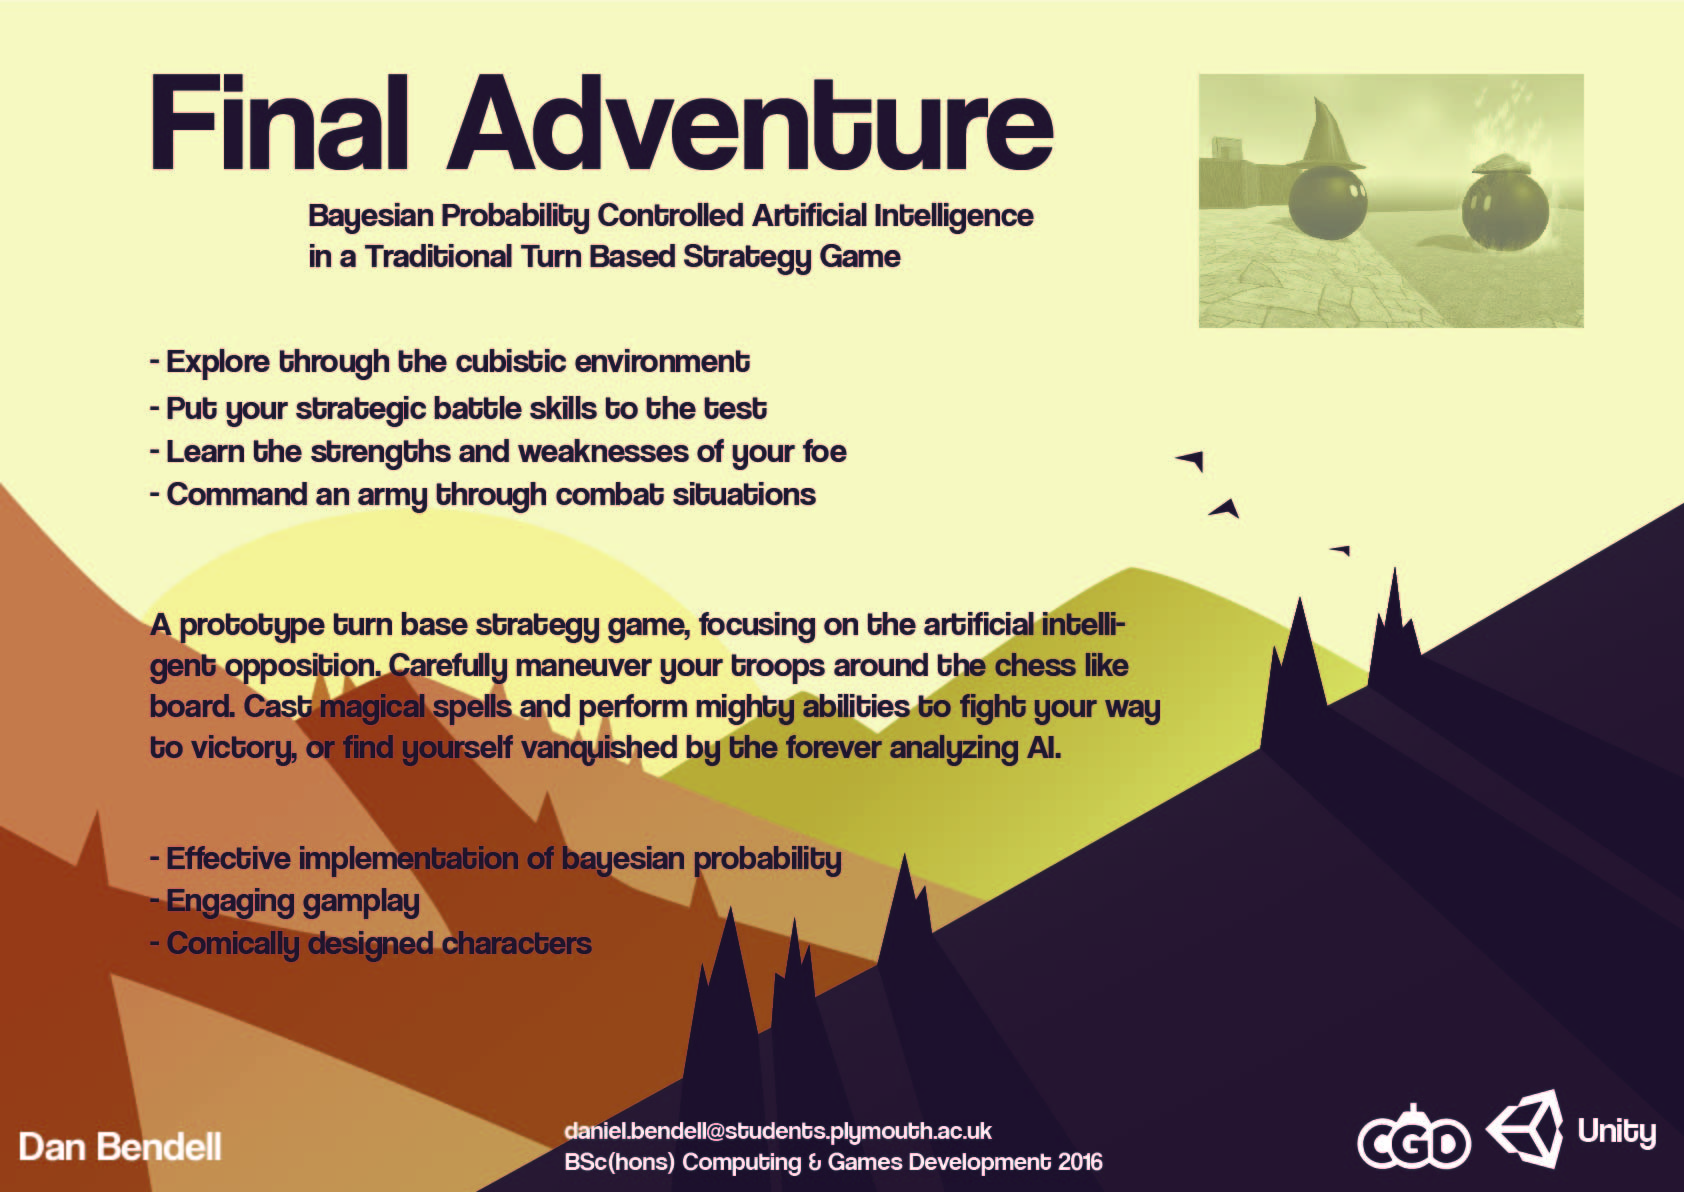 Final Adventure
Bayesian Probability Controlled Artificial Intelligence
in a Traditional Turn Based Strategy Game
- Explore through the cubistic environment
- Put your strategic battle skills to the test
- Learn the strengths and weaknesses of your foe
- Command an army through combat situations
A prototype turn base strategy game, focusing on the artificial intelli-
gent opposition. Carefully maneuver your troops around the chess like
board. Cast magical spells and perform mighty abilities to fight your way
to victory, or find yourself vanquished by the forever analyzing AI.
- Effective implementation of bayesian probability
- Engaging gamplay
- Comically designed characters
Dan Bendell
daniel.bendell@students.plymouth.ac.uk
BSc(hons) Computing & Games Development 2016
CGD
Unity